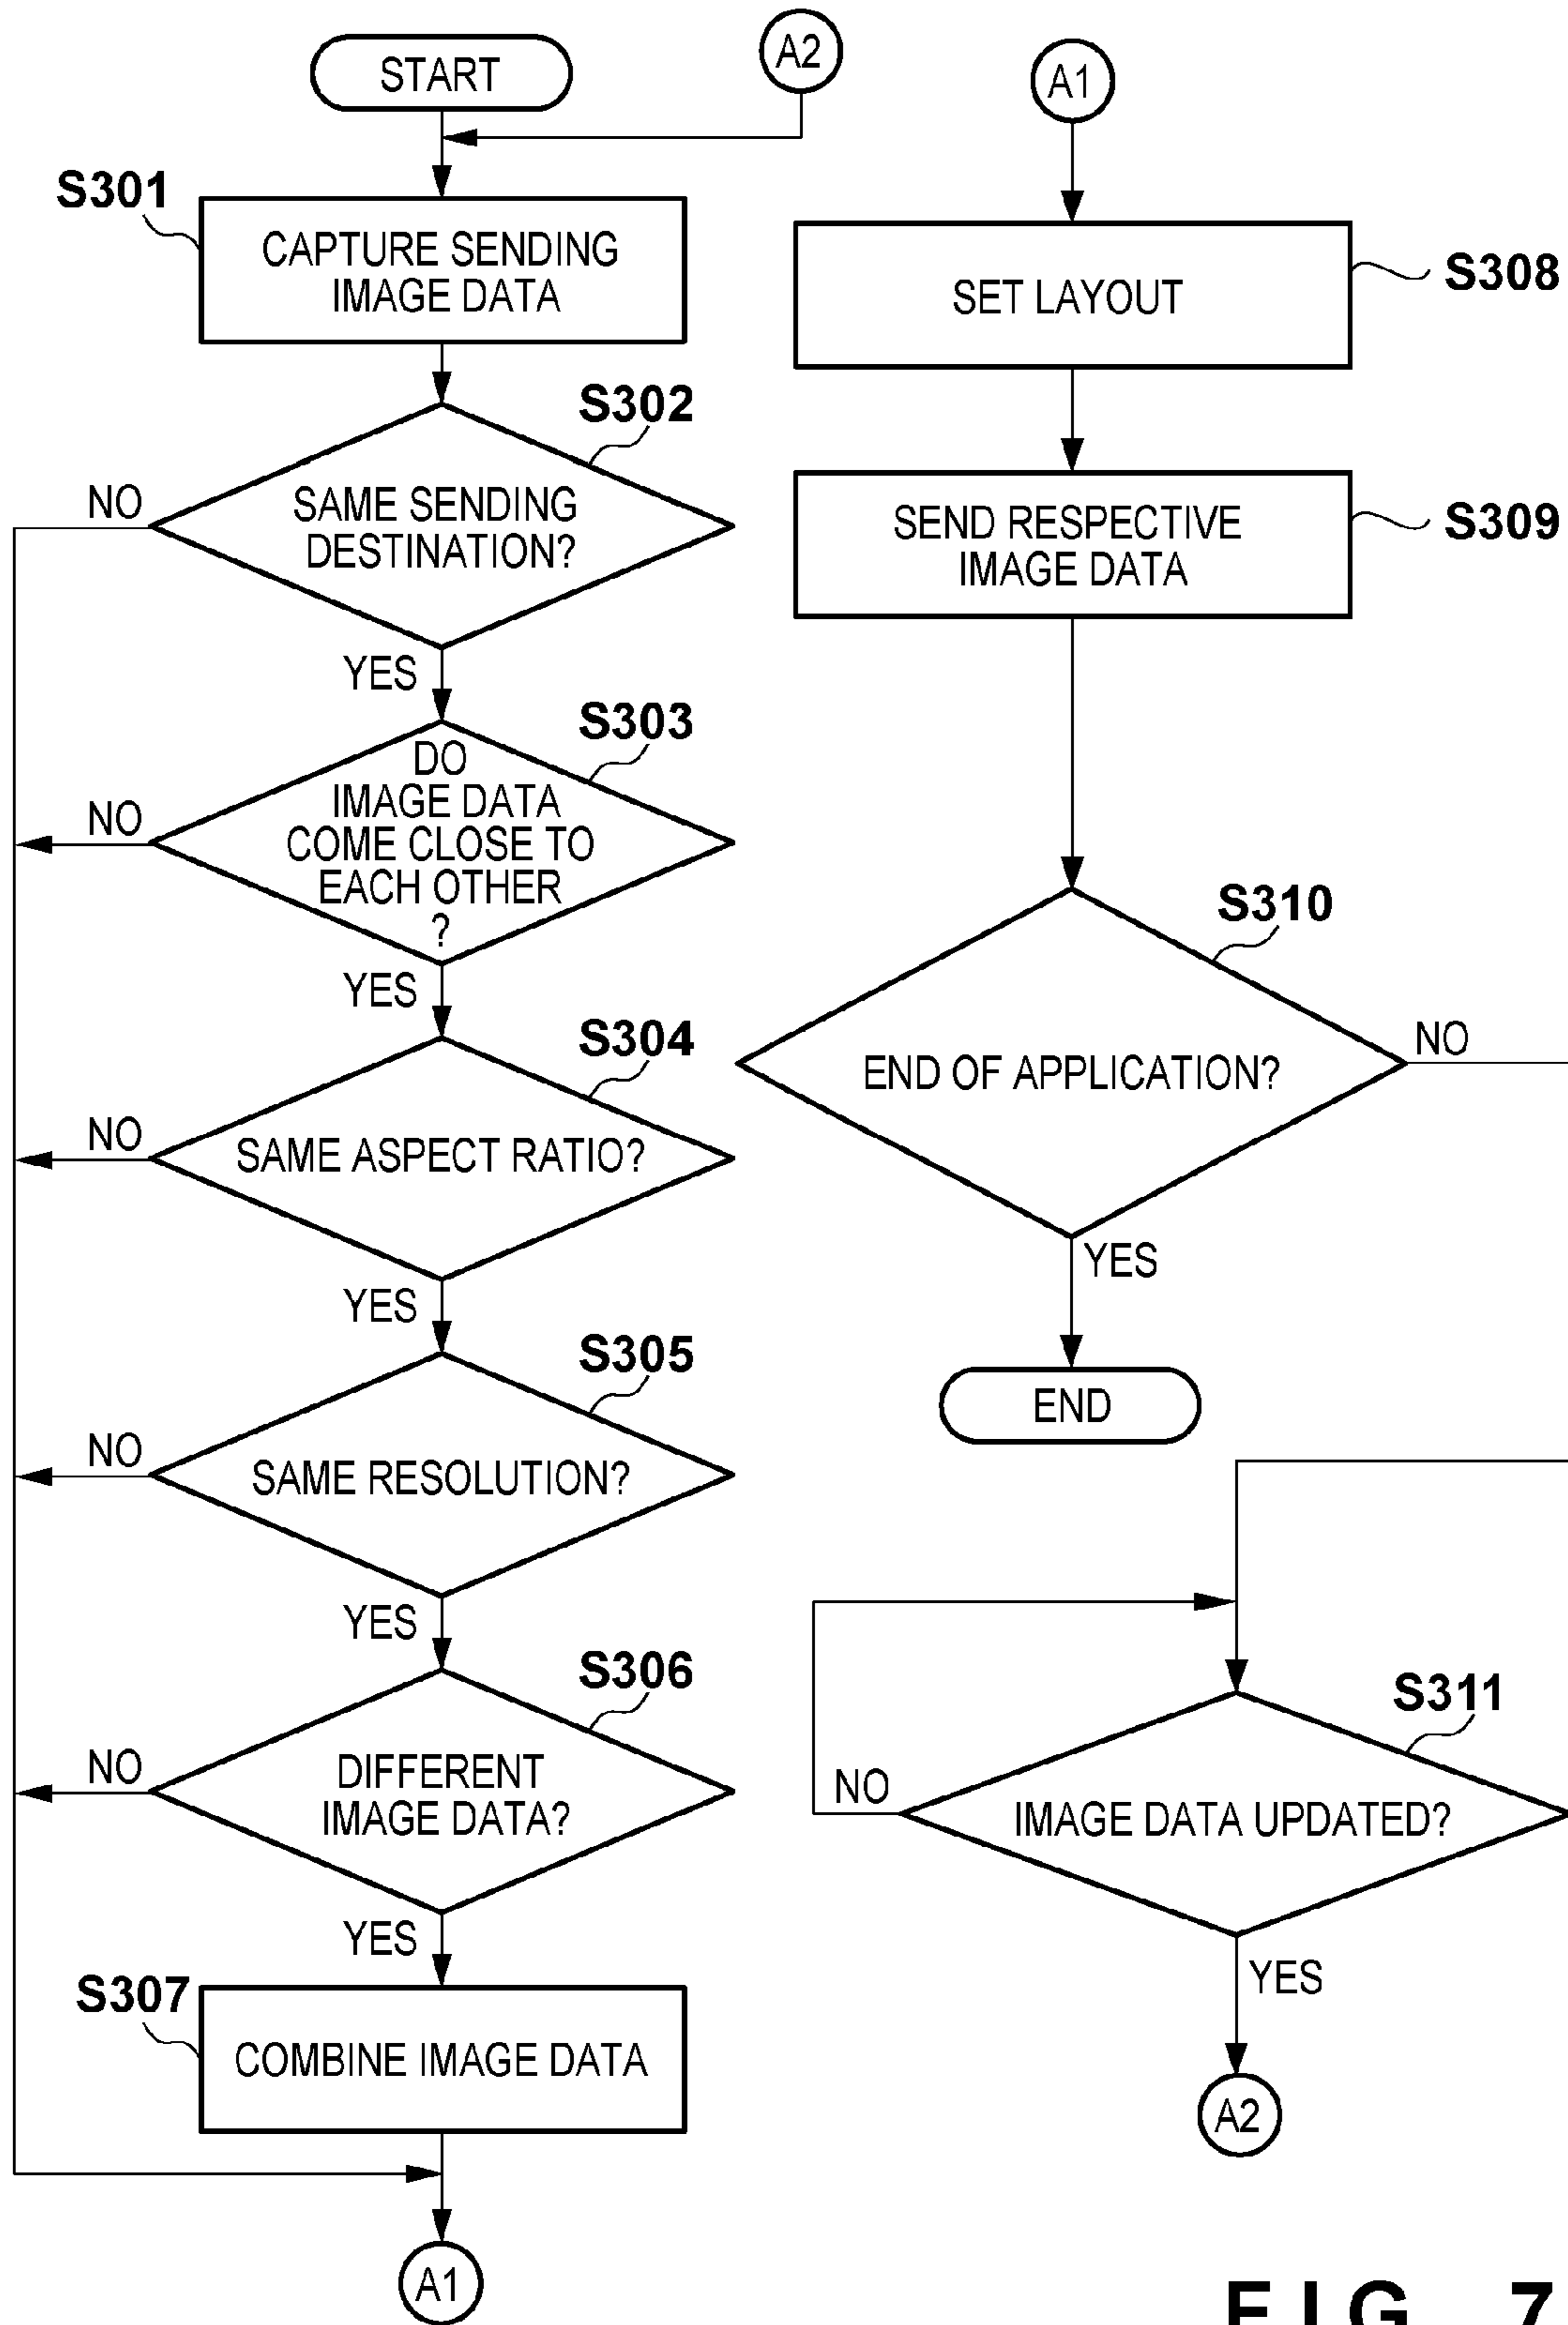 START
A2
S301
CAPTURE SENDING
IMAGE DATA
S302
NO
SAME SENDING
DESTINATION?
YES
S303
NO
DO
IMAGE DATA
COME CLOSE TO
EACH OTHER
?
YES
S304
NO
SAME ASPECT RATIO?
YES
S305
NO
SAME RESOLUTION?
YES
S306
NO
DIFFERENT
IMAGE DATA?
YES
S307
COMBINE IMAGE DATA
A1
A1
SET LAYOUT
S308
SEND RESPECTIVE
IMAGE DATA
S309
S310
END OF APPLICATION?
NO
YES
END
S311
NO
IMAGE DATA UPDATED?
YES
A2
FIG. 7